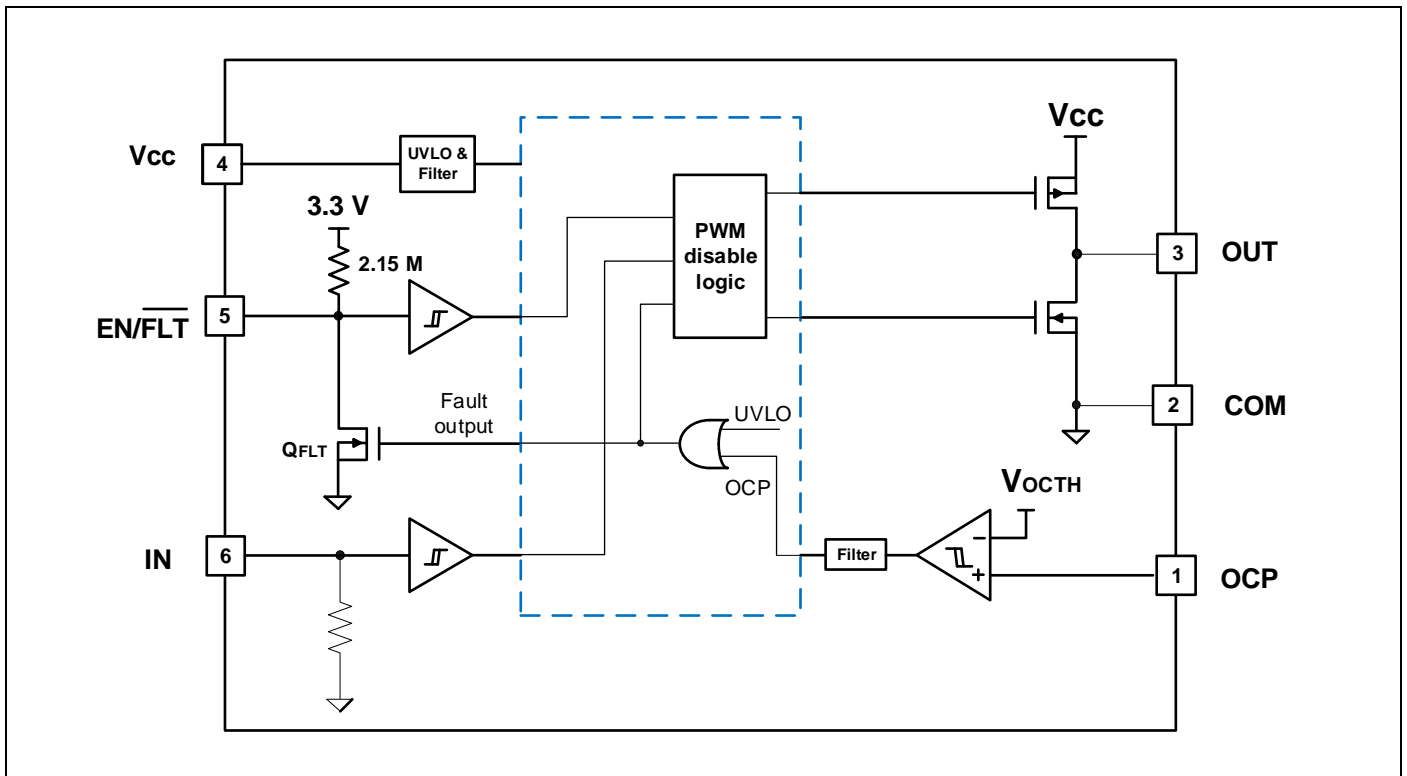 Vcc
4
UVLO &
Filter
3.3 V
2.15 M
EN/FLT
5
PWM
disable
logic
Vcc
3
OUT
2
COM
Fault
output
QFLT
UVLO
OCP
VOCTH
IN
6
Filter
-
+
1
OCP